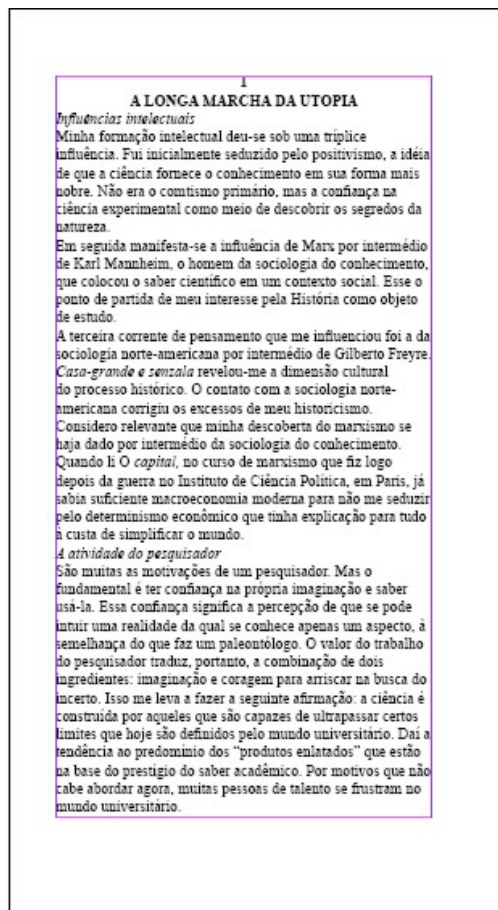 1
A LONGA MARCHA DA UTOPIA
Influências intelectuais
Minha formação intelectual deu-se sob uma tríplice
influência. Fui inicialmente seduzido pelo positivismo, a idéia
de que a ciência fornece o conhecimento em sua forma mais
nobre. Não era o comtismo primário, mas a confiança na
ciência experimental como meio de descobrir os segredos da
natureza.
Em seguida manifesta-se a influência de Marx por intermédio
de Karl Mannheim, o homem da sociologia do conhecimento,
que colocou o saber científico em um contexto social. Esse o
ponto de partida de meu interesse pela História como objeto
de estudo.
A terceira corrente de pensamento que me influenciou foi a da
sociologia norte-americana por intermédio de Gilberto Freyre.
Casa-grande e senzala revelou-me a dimensão cultural
do processo histórico. O contato com a sociologia norte-
americana corrigiu os excessos de meu historicismo.
Considero relevante que minha descoberta do marxismo se
haja dado por intermédio da sociologia do conhecimento.
Quando li O capital, no curso de marxismo que fiz logo
depois da guerra no Instituto de Ciência Política, em Paris, já
sabia suficiente macroeconomia moderna para não me seduzir
pelo determinismo econômico que tinha explicação para tudo
à custa de simplificar o mundo.
A atividade do pesquisador
São muitas as motivações de um pesquisador. Mas o
fundamental é ter confiança na própria imaginação e saber
usá-la. Essa confiança significa a percepção de que se pode
intuir uma realidade da qual se conhece apenas um aspecto, à
semelhança do que faz um paleontólogo. O valor do trabalho
do pesquisador traduz, portanto, a combinação de dois
ingredientes: imaginação e coragem para arriscar na busca do
incerto. Isso me leva a fazer a seguinte afirmação: a ciência é
construída por aqueles que são capazes de ultrapassar certos
limites que hoje são definidos pelo mundo universitário. Daí a
tendência ao predomínio dos “produtos enlatados” que estão
na base do prestígio do saber acadêmico. Por motivos que não
cabe abordar agora, muitas pessoas de talento se frustram no
mundo universitário.